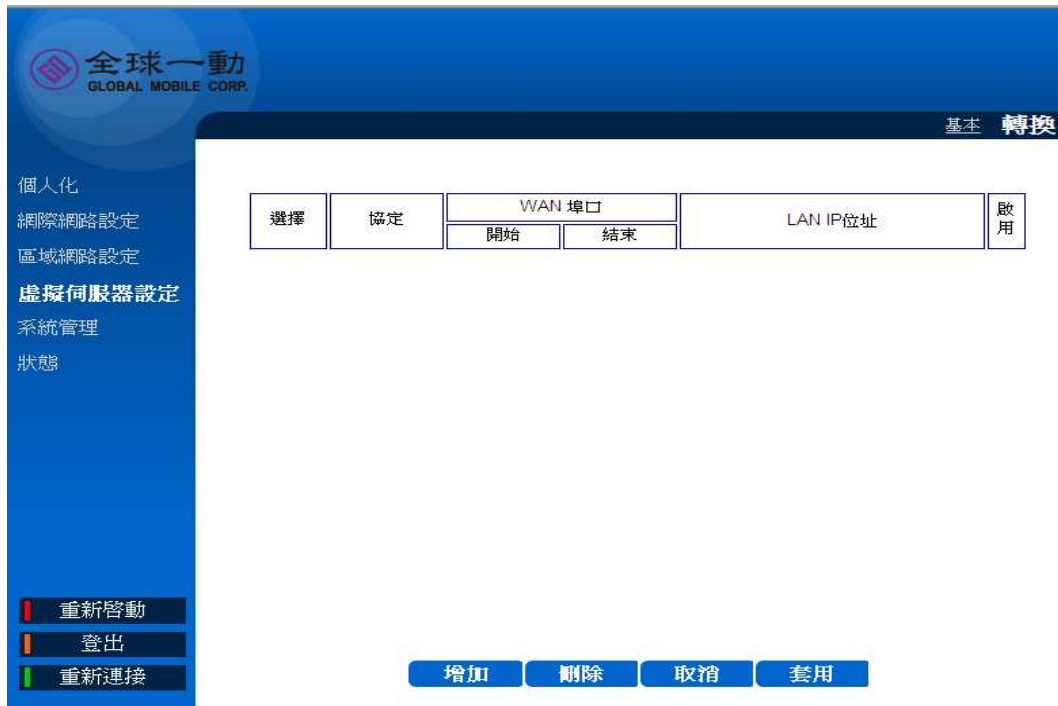 全球一動
GLOBAL MOBILE CORP.
基本 轉換
個人化
網際網路設定
區域網路設定
虛擬伺服器設定
系統管理
狀態
選擇 協定 WAN 埠口 LAN IP位址 啟用
開始 結束
重新啓動
登出
重新連接
增加 刪除 取消 套用